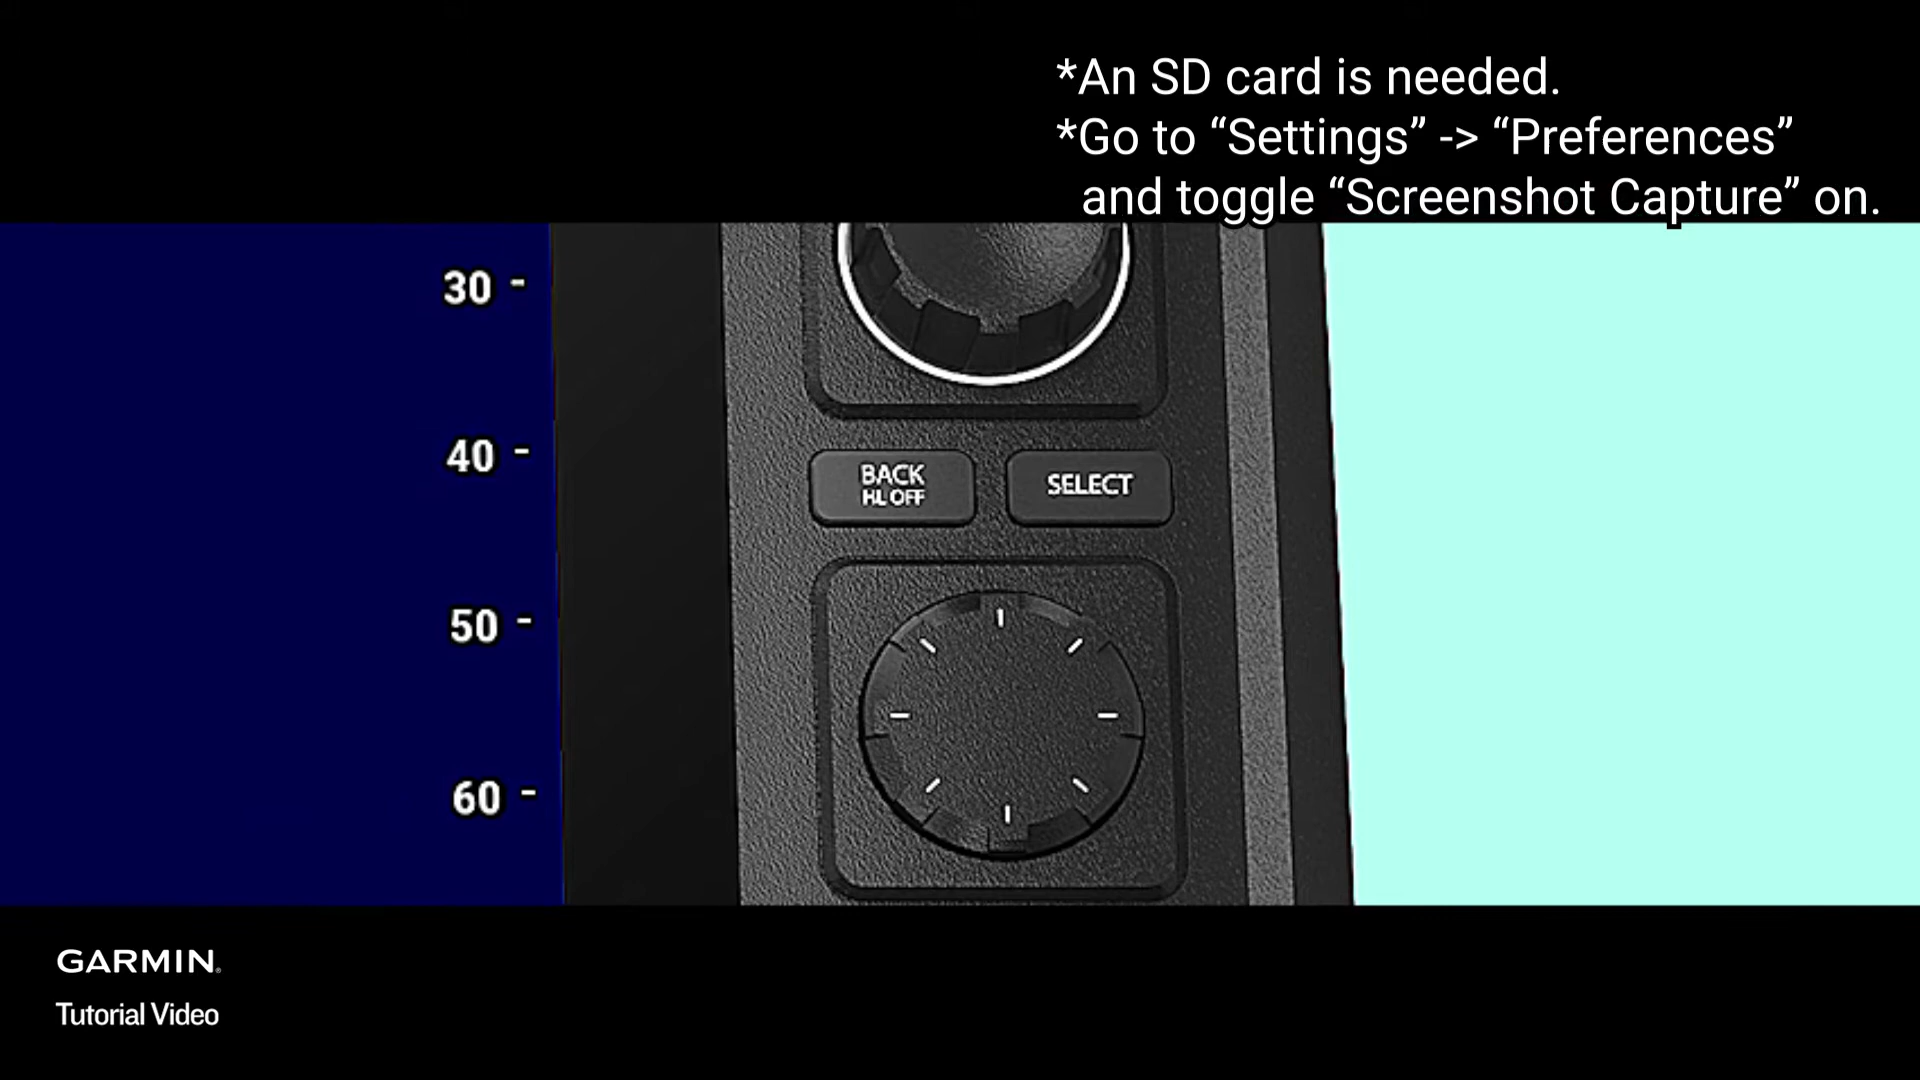 *An SD card is needed.
*Go to “Settings” -> “Preferences”
and toggle “Screenshot Capture” on.
30 -
40 -
50 -
60 -
BACK
HL OFF
SELECT
GARMIN®
Tutorial Video